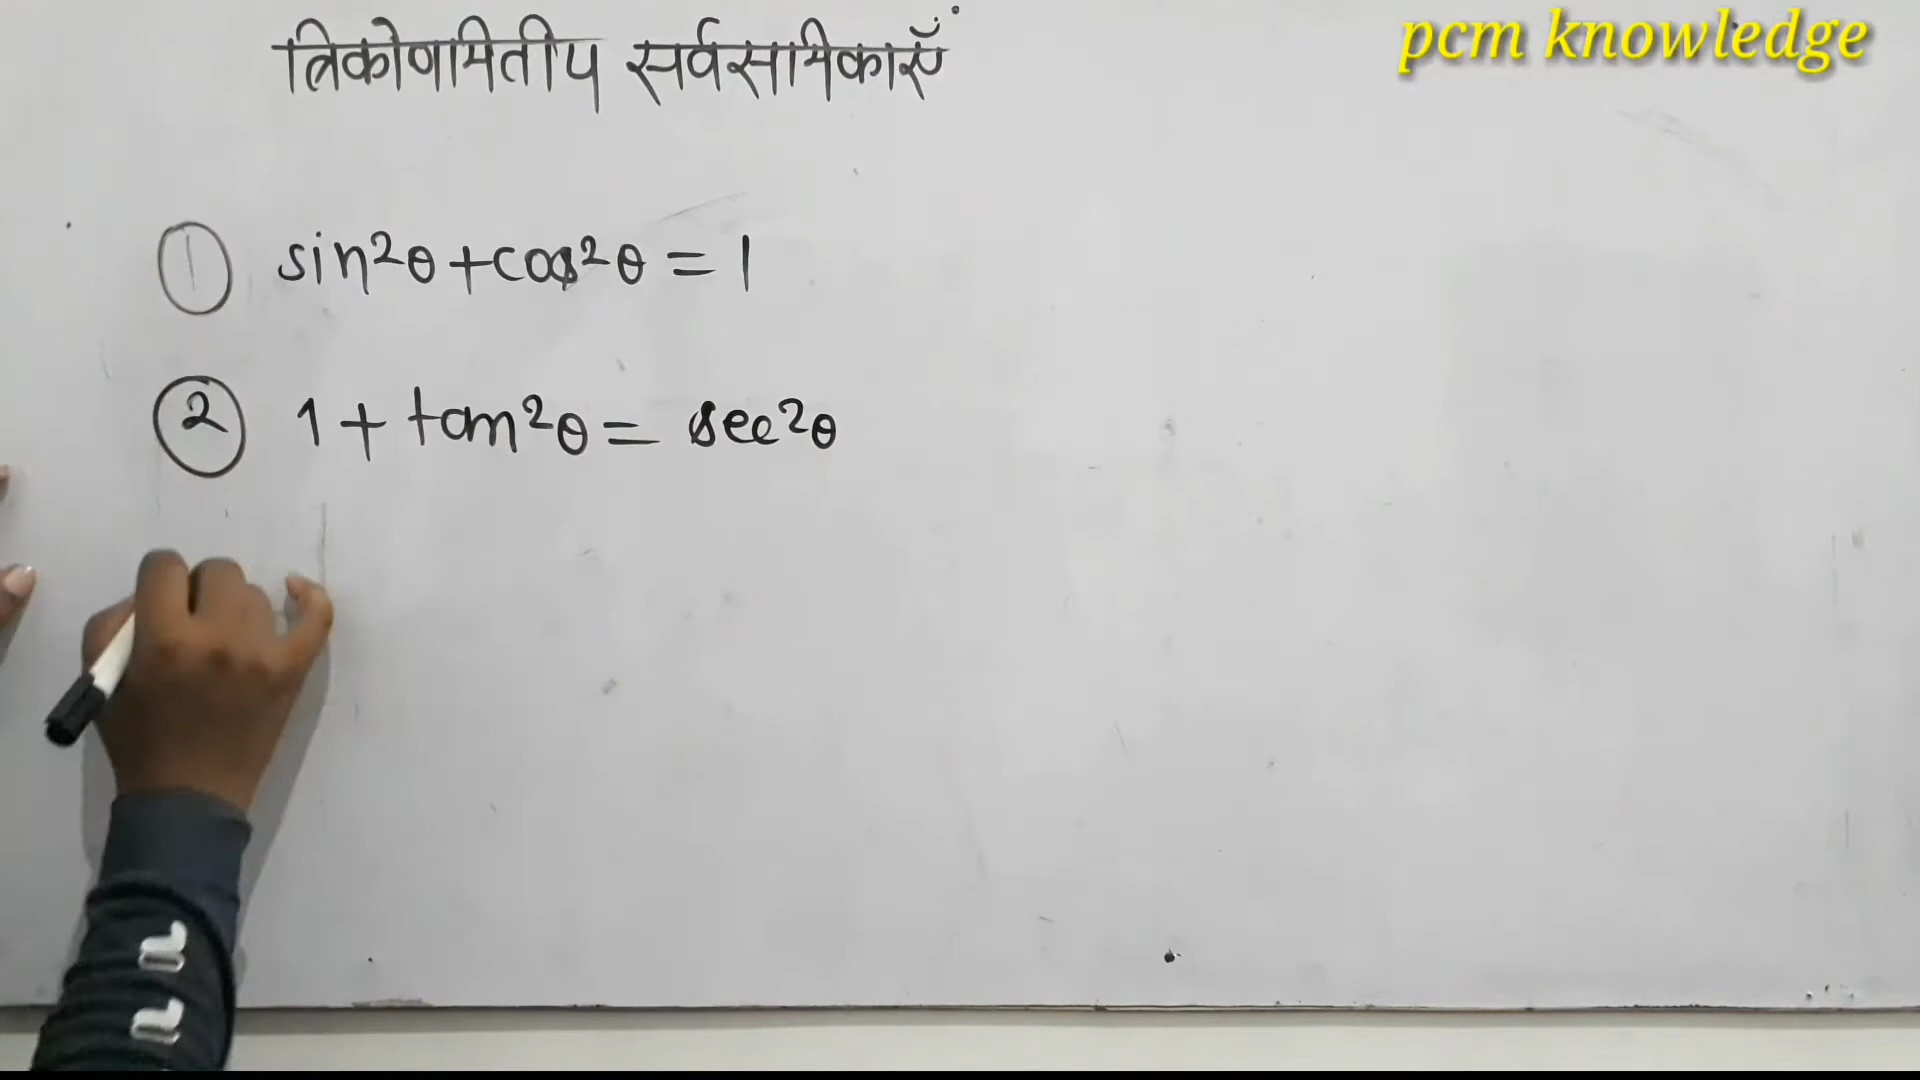 त्रिकोणमितीय सर्वसमिकाएँ
pcm knowledge
① sin²θ+cos²θ = 1
② 1 + tan²θ = sec²θ